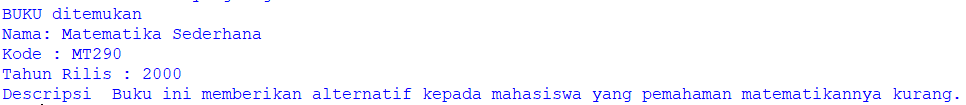 BUKU ditemukan
Nama: Matematika Sederhana
Kode : MT290
Tahun Rilis : 2000
Descripsi  Buku ini memberikan alternatif kepada mahasiswa yang pemahaman matematikannya kurang.